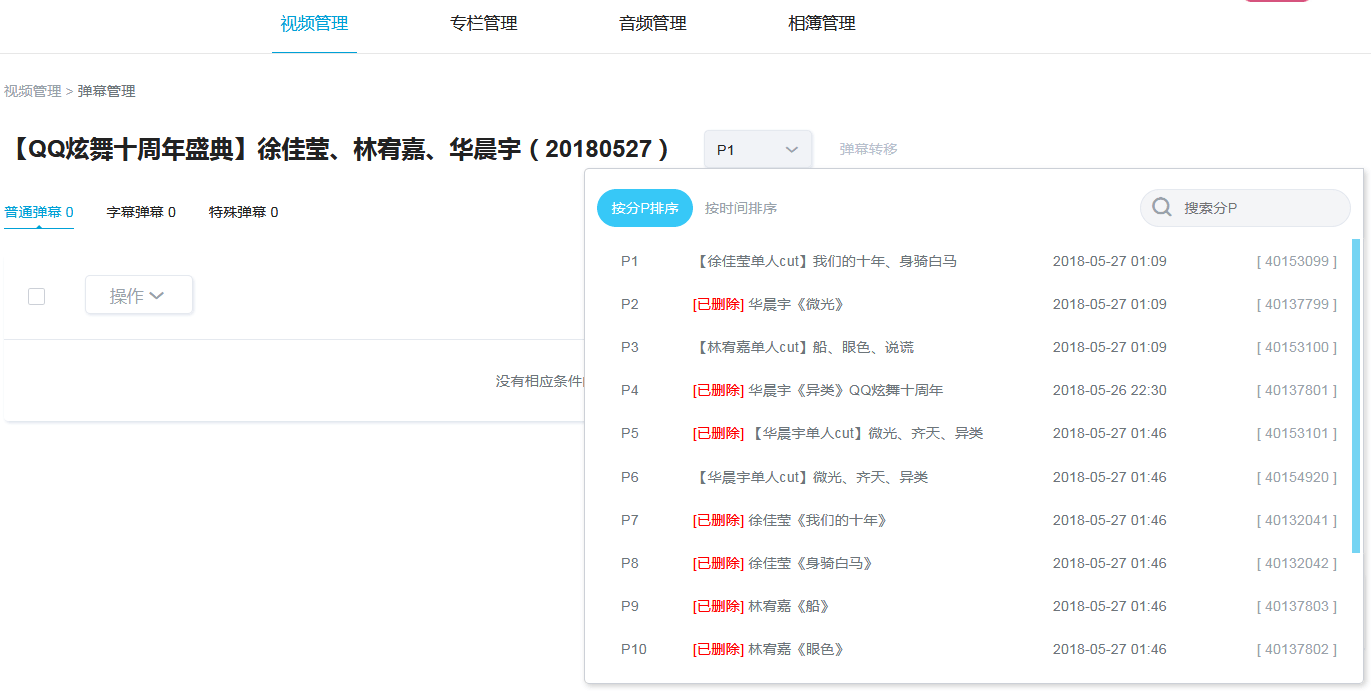 视频管理 专栏管理 音频管理 相簿管理
视频管理 > 弹幕管理
【QQ炫舞十周年盛典】徐佳莹、林宥嘉、华晨宇（20180527） P1 弹幕转移
普通弹幕 0 字幕弹幕 0 特殊弹幕 0
按分P排序 按时间排序 搜索分P
P1 【徐佳莹单人cut】我们的十年、身骑白马 2018-05-27 01:09 [ 40153099 ]
操作
P2 [已删除] 华晨宇《微光》 2018-05-27 01:09 [ 40137799 ]
P3 【林宥嘉单人cut】船、眼色、说谎 2018-05-27 01:09 [ 40153100 ]
没有相应条件
P4 [已删除] 华晨宇《异类》QQ炫舞十周年 2018-05-26 22:30 [ 40137801 ]
P5 [已删除] 【华晨宇单人cut】微光、齐天、异类 2018-05-27 01:46 [ 40153101 ]
P6 【华晨宇单人cut】微光、齐天、异类 2018-05-27 01:46 [ 40154920 ]
P7 [已删除] 徐佳莹《我们的十年》 2018-05-27 01:46 [ 40132041 ]
P8 [已删除] 徐佳莹《身骑白马》 2018-05-27 01:46 [ 40132042 ]
P9 [已删除] 林宥嘉《船》 2018-05-27 01:46 [ 40137803 ]
P10 [已删除] 林宥嘉《眼色》 2018-05-27 01:46 [ 40137802 ]